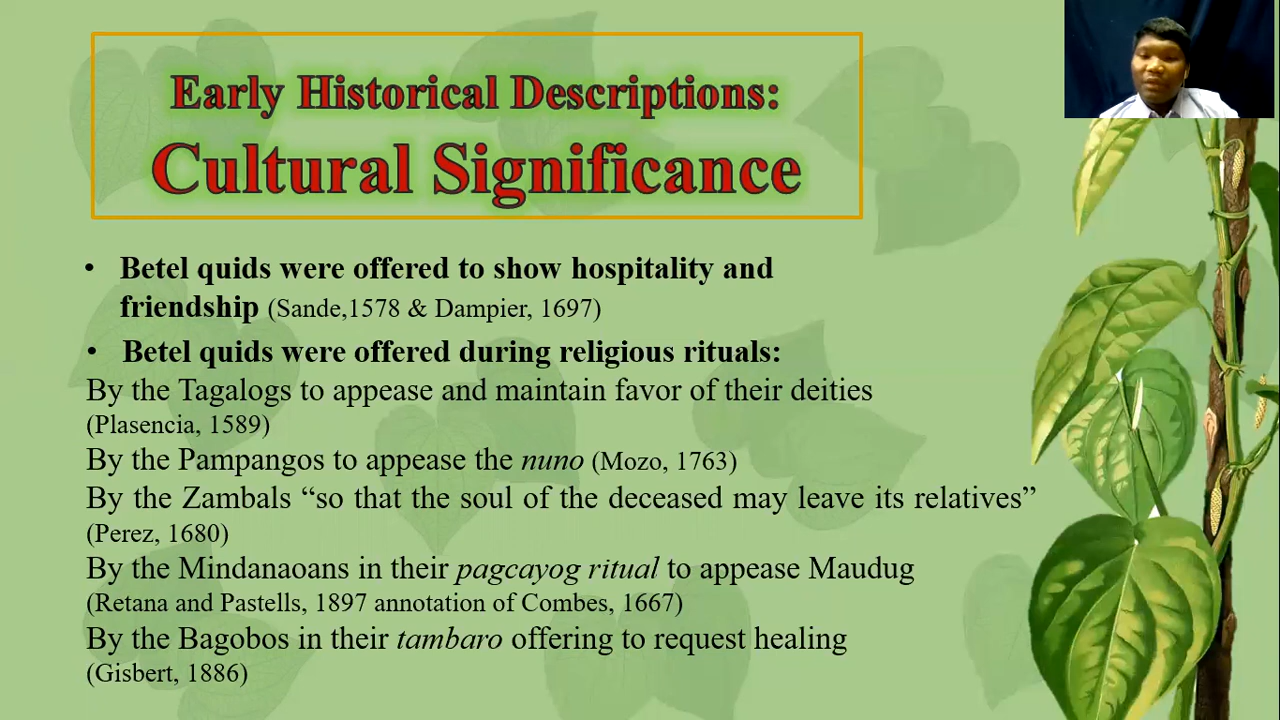 Early Historical Descriptions:
Cultural Significance
• Betel quids were offered to show hospitality and
friendship (Sande,1578 & Dampier, 1697)
• Betel quids were offered during religious rituals:
By the Tagalogs to appease and maintain favor of their deities
(Plasencia, 1589)
By the Pampangos to appease the nuno (Mozo, 1763)
By the Zambals “so that the soul of the deceased may leave its relatives”
(Perez, 1680)
By the Mindanaoans in their pagcayog ritual to appease Maudug
(Retana and Pastells, 1897 annotation of Combes, 1667)
By the Bagobos in their tambaro offering to request healing
(Gisbert, 1886)